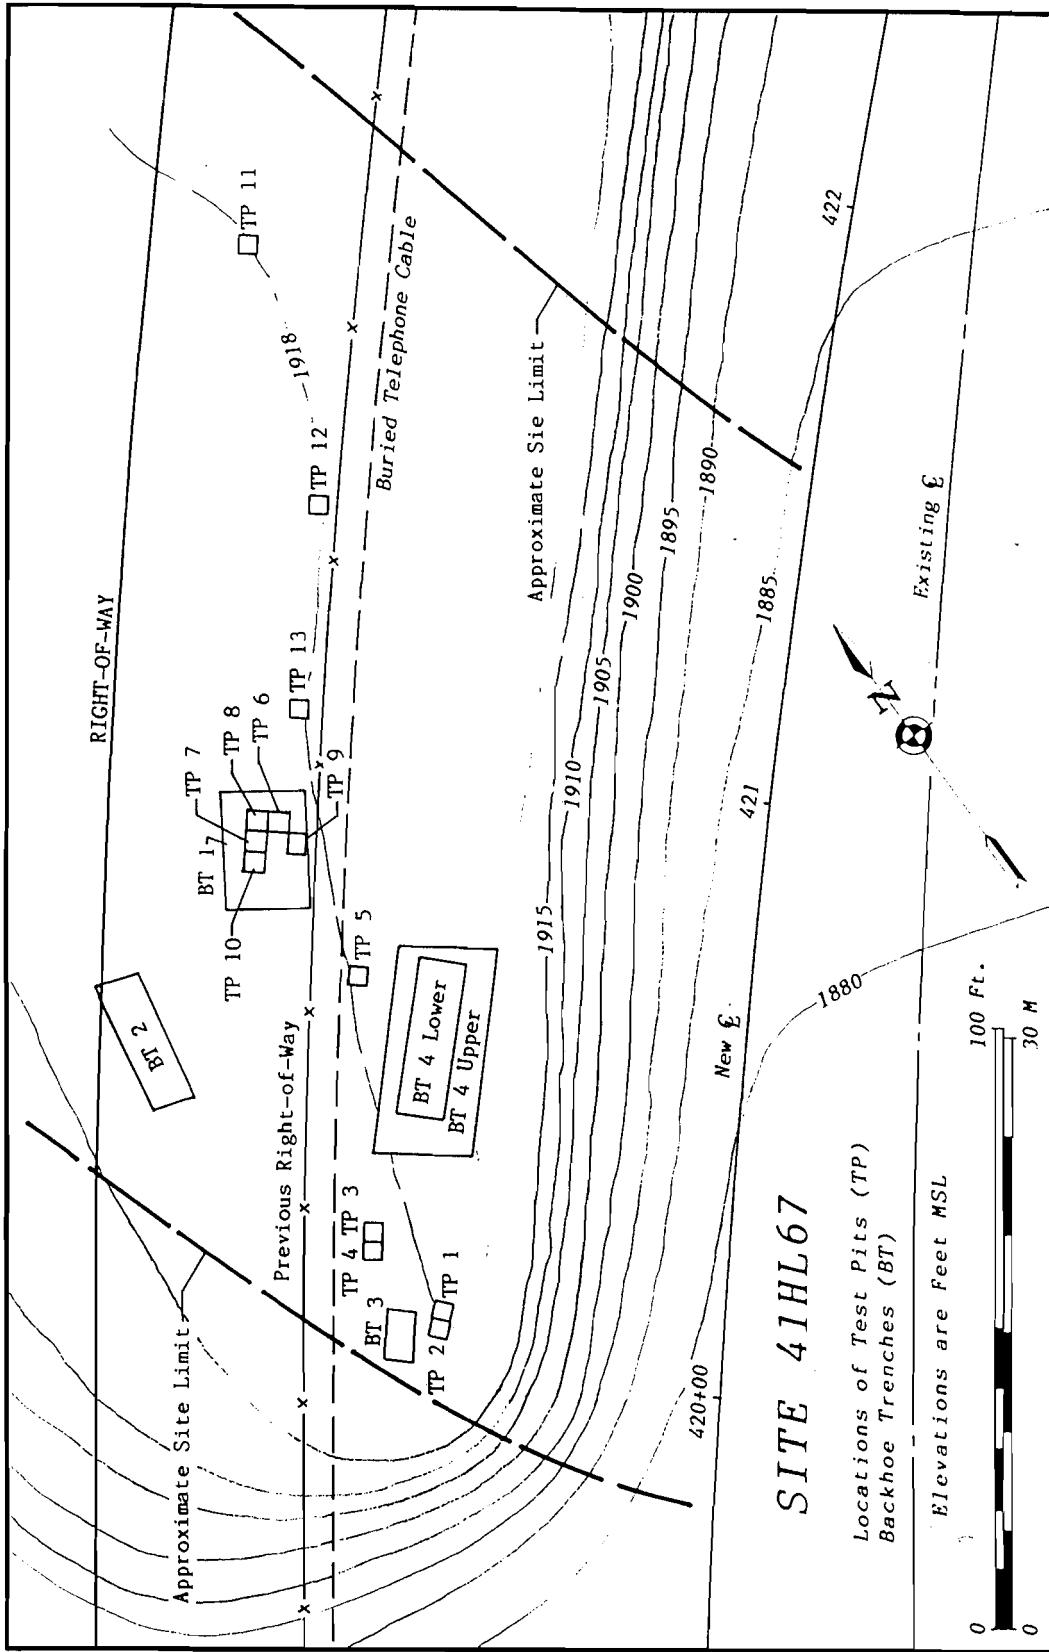 RIGHT-OF-WAY
TP 11
1918
TP 12
TP 13
BT 1
TP 7
TP 8
TP 6
TP 9
TP 10
BT 2
TP 5
Buried Telephone Cable
Previous Right-of-Way
Approximate Site Limit
Approximate Sie Limit
BT 4 Lower
BT 4 Upper
TP 4
TP 3
BT 3
TP 2
TP 1
1915
1910
1905
1900
1895
1890
1885
1880
420+00
421
422
New ℄
Existing ℄
N
SITE 41HL67
Locations of Test Pits (TP)
Backhoe Trenches (BT)
Elevations are Feet MSL
0
100 Ft.
0
30 M